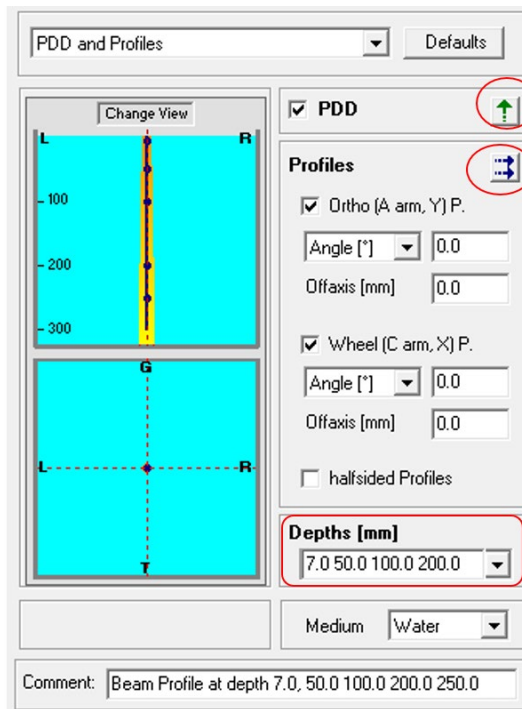 PDD and Profiles
Defaults
Change View
L R
- 100
- 200
- 300
G
L R
T
PDD
Profiles
Ortho (A arm, Y) P.
Angle [°] 0.0
Offaxis [mm] 0.0
Wheel (C arm, X) P.
Angle [°] 0.0
Offaxis [mm] 0.0
halfsided Profiles
Depths [mm]
7.0 50.0 100.0 200.0
Medium Water
Comment: Beam Profile at depth 7.0, 50.0 100.0 200.0 250.0